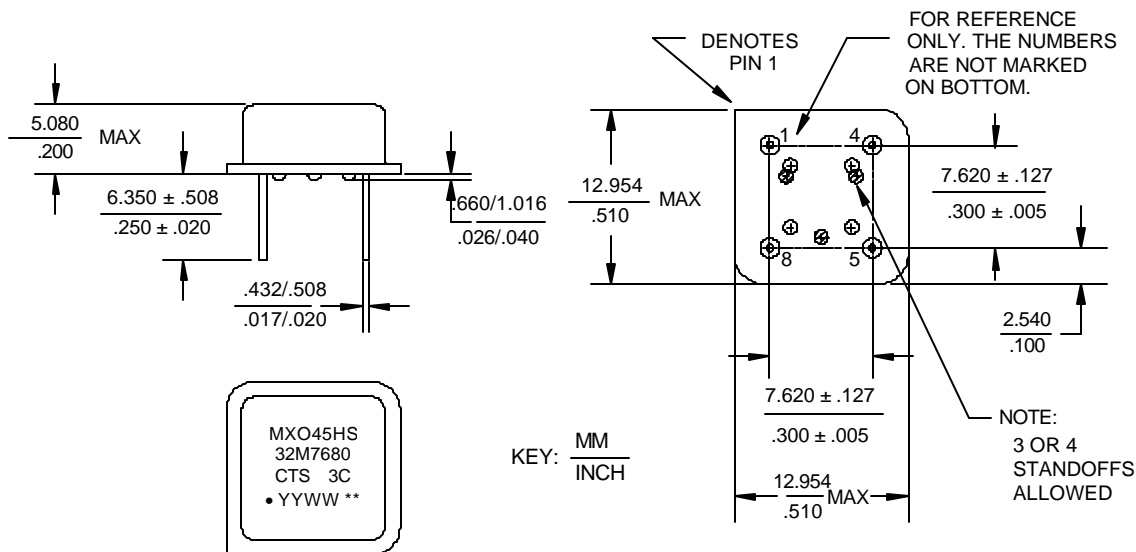 DENOTES
PIN 1
FOR REFERENCE
ONLY. THE NUMBERS
ARE NOT MARKED
ON BOTTOM.
5.080
.200
MAX
6.350 ± .508
.250 ± .020
.660/1.016
.026/.040
.432/.508
.017/.020
12.954
.510
MAX
1
4
8
5
7.620 ± .127
.300 ± .005
2.540
.100
7.620 ± .127
.300 ± .005
12.954
.510
MAX
NOTE:
3 OR 4
STANDOFFS
ALLOWED
MXO45HS
32M7680
CTS 3C
• YYWW **
KEY: MM
INCH